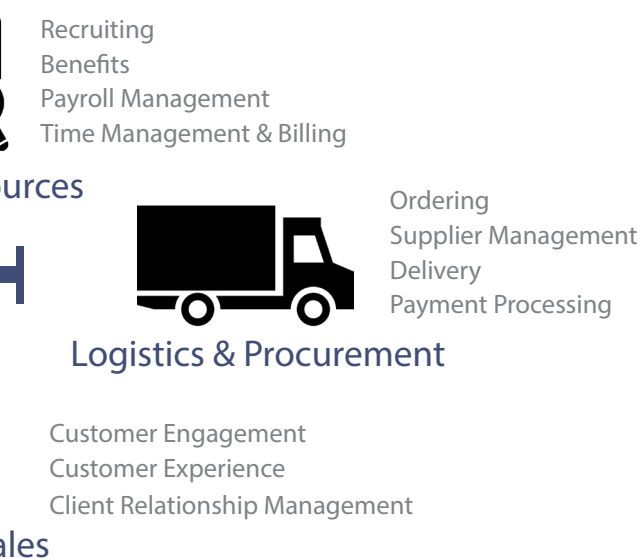 Recruiting
Benefits
Payroll Management
Time Management & Billing
urces
Ordering
Supplier Management
Delivery
Payment Processing
Logistics & Procurement
Customer Engagement
Customer Experience
Client Relationship Management
ales